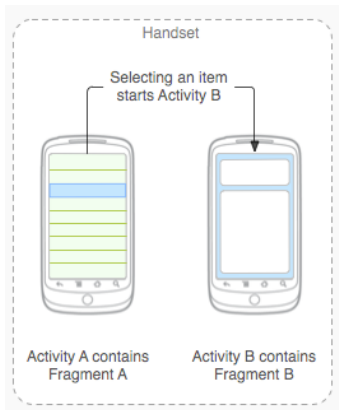 Handset
Selecting an item
starts Activity B
Activity A contains
Fragment A
Activity B contains
Fragment B